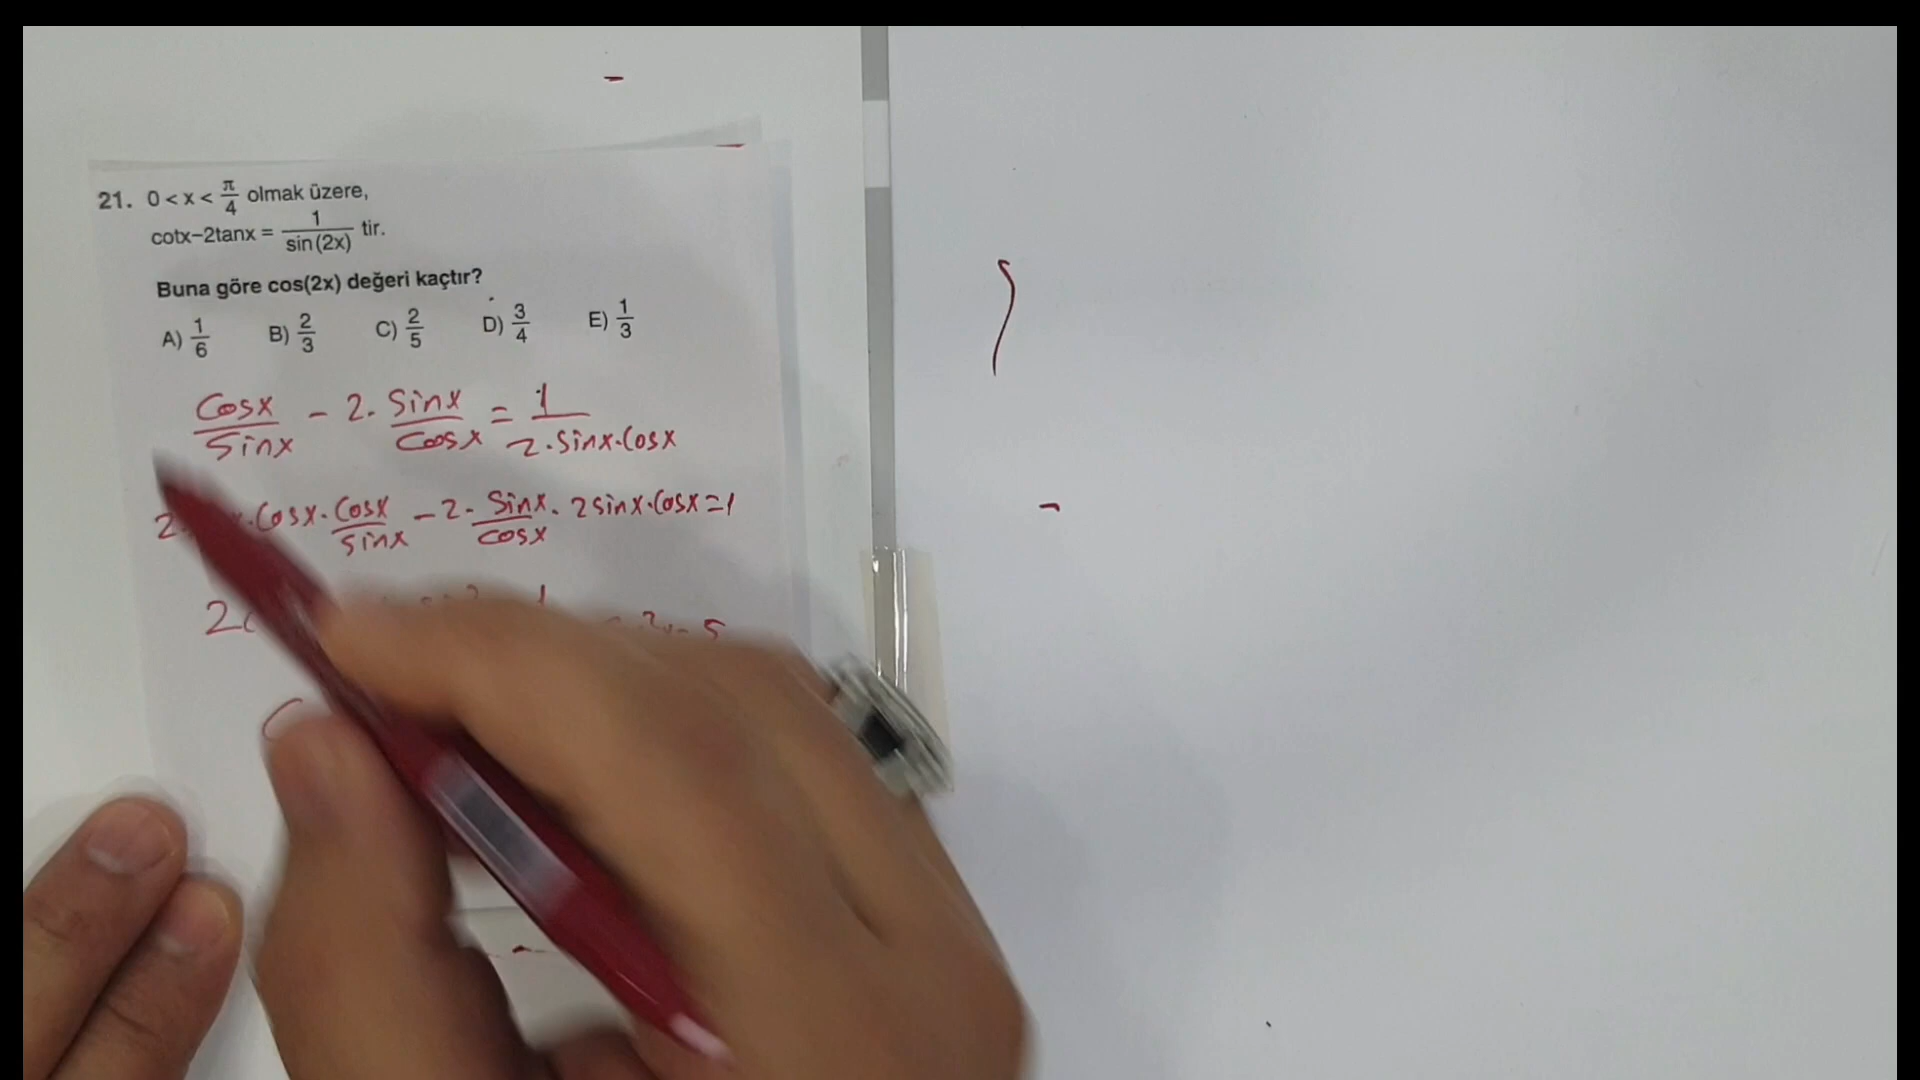 21. 0 < x < π/4 olmak üzere,
cotx−2tanx = 1/sin(2x) tir.
Buna göre cos(2x) değeri kaçtır?
A) 1/6 B) 2/3 C) 2/5 D) 3/4 E) 1/3
Cosx/Sinx − 2. Sinx/Cosx = 1/2.Sinx.Cosx
2. .Cosx. Cosx/sinx − 2. Sinx/cosx . 2sinx.Cosx=1